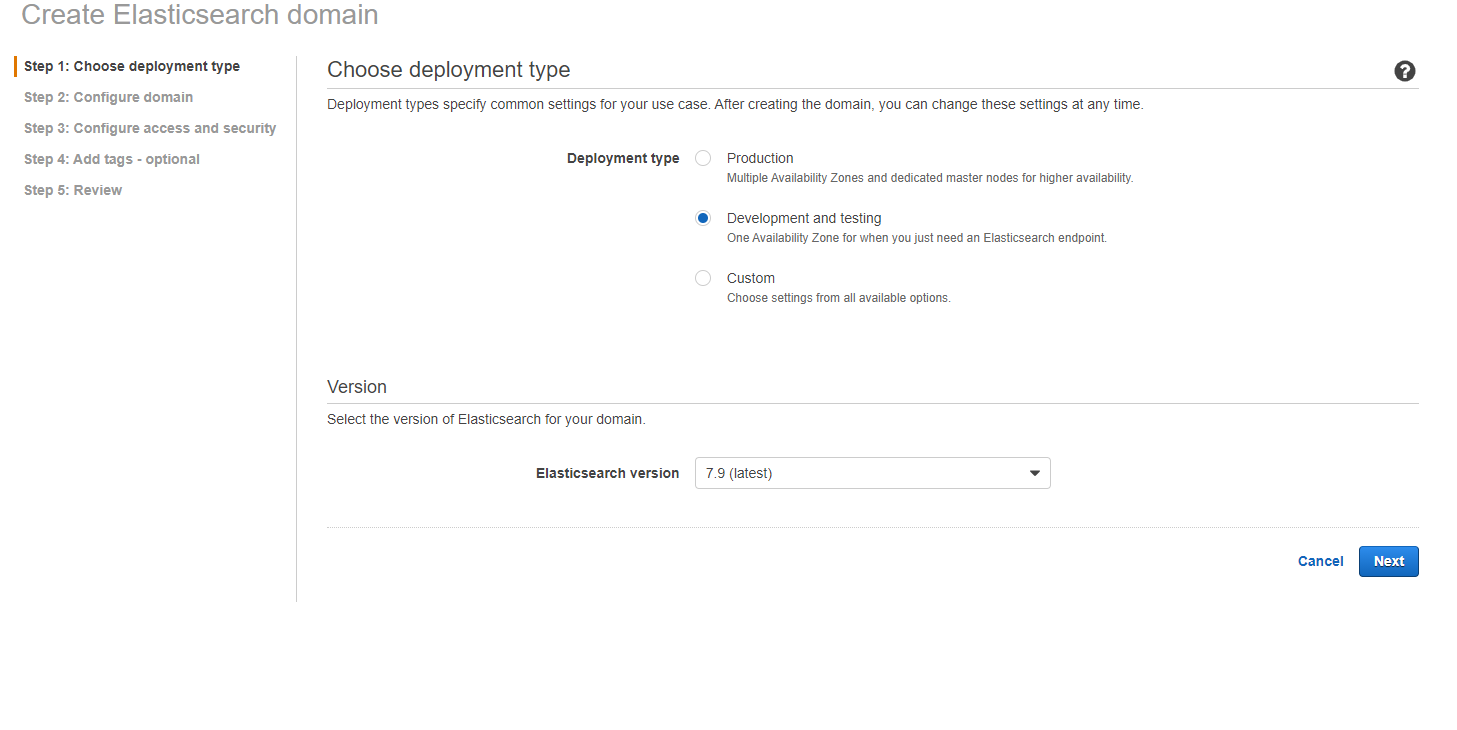 Create Elasticsearch domain
Step 1: Choose deployment type
Step 2: Configure domain
Step 3: Configure access and security
Step 4: Add tags - optional
Step 5: Review
Choose deployment type
?
Deployment types specify common settings for your use case. After creating the domain, you can change these settings at any time.
Deployment type
Production
Multiple Availability Zones and dedicated master nodes for higher availability.
Development and testing
One Availability Zone for when you just need an Elasticsearch endpoint.
Custom
Choose settings from all available options.
Version
Select the version of Elasticsearch for your domain.
Elasticsearch version
7.9 (latest)
Cancel
Next